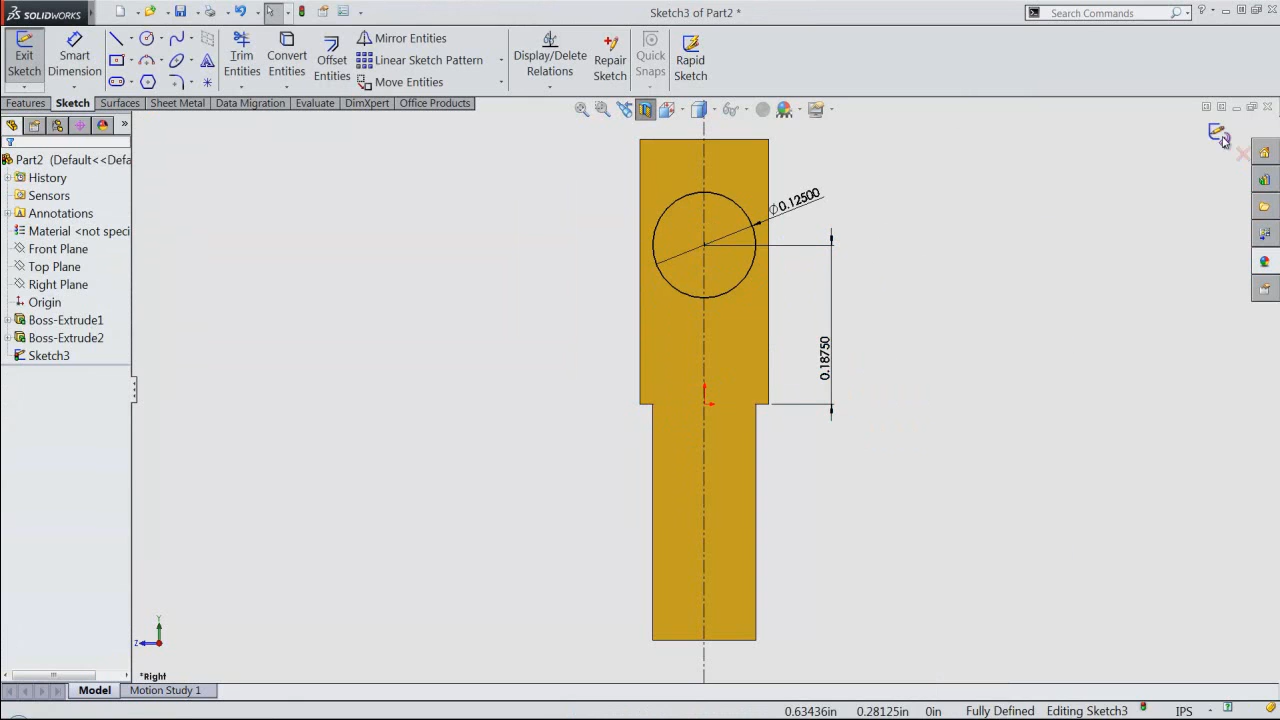 SOLIDWORKS
Sketch3 of Part2 *
Search Commands
Exit Sketch
Smart Dimension
Trim Entities
Convert Entities
Offset Entities
Mirror Entities
Linear Sketch Pattern
Move Entities
Display/Delete Relations
Repair Sketch
Quick Snaps
Rapid Sketch
Features
Sketch
Surfaces
Sheet Metal
Data Migration
Evaluate
DimXpert
Office Products
Part2 (Default<<Defa
History
Sensors
Annotations
Material <not speci
Front Plane
Top Plane
Right Plane
Origin
Boss-Extrude1
Boss-Extrude2
Sketch3
∅0.12500
0.18750
Y
Z
*Right
Model
Motion Study 1
0.63436in
0.28125in
0in
Fully Defined
Editing Sketch3
IPS